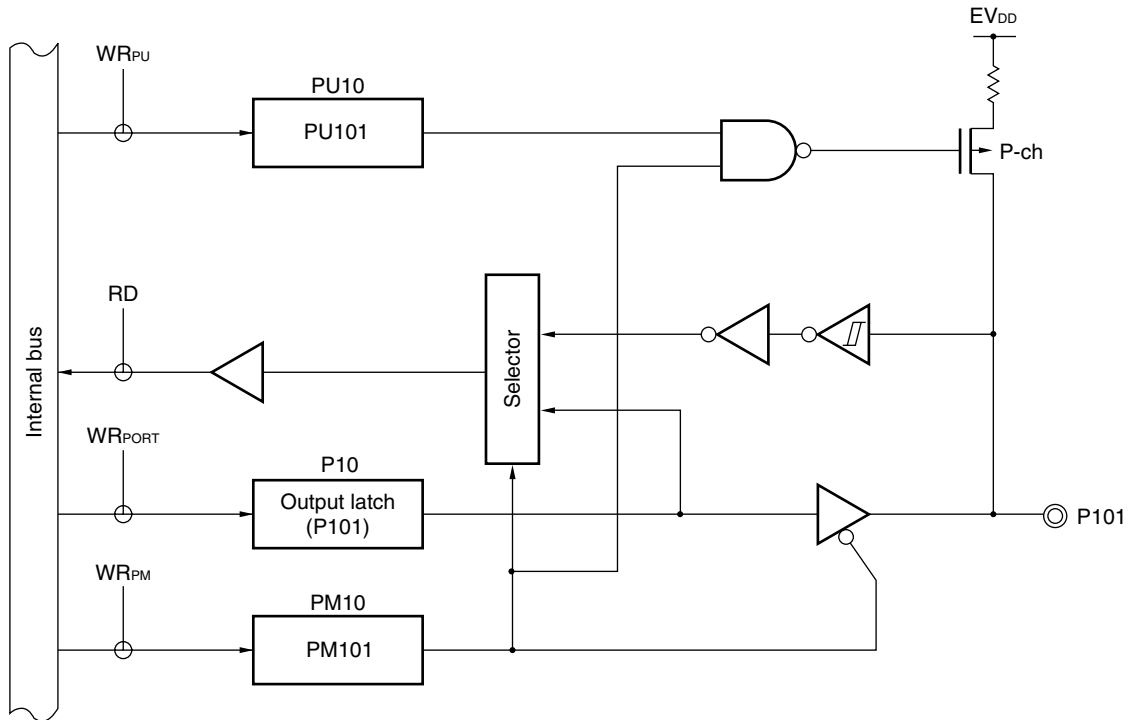 EVDD
WRPU
PU10
PU101
P-ch
RD
Selector
Internal bus
WRPORT
P10
Output latch
(P101)
P101
WRPM
PM10
PM101